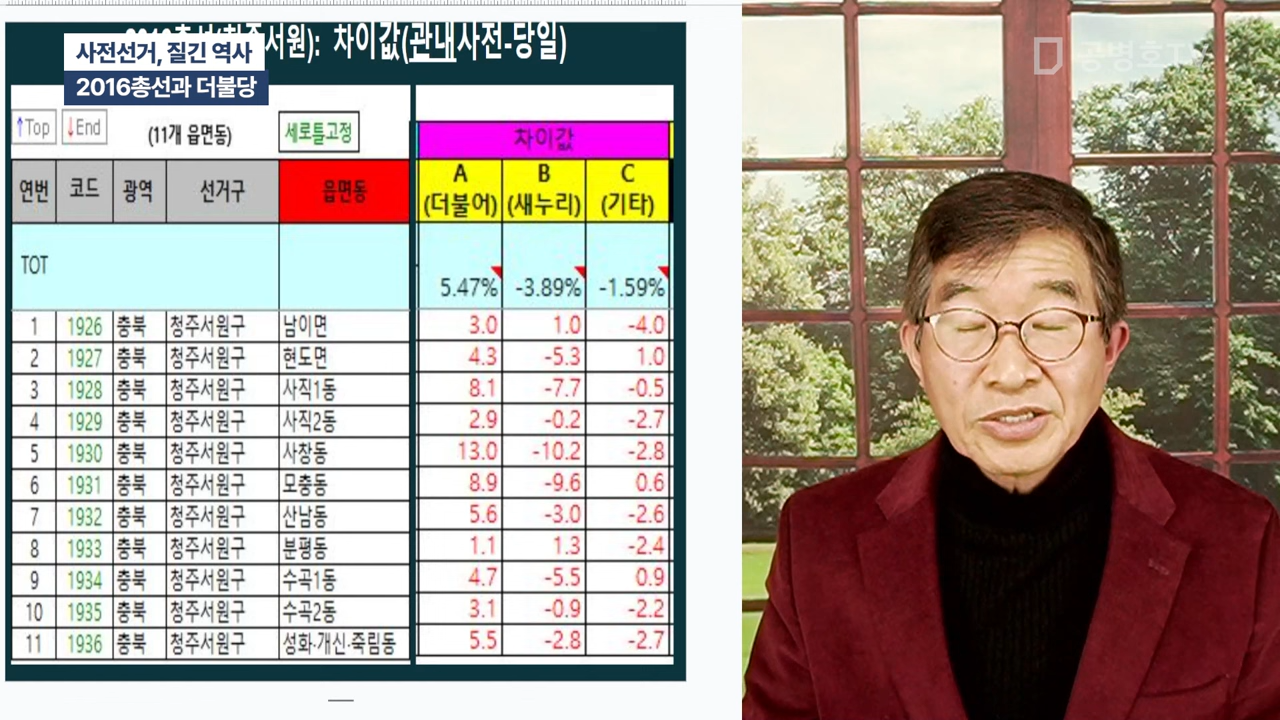 서원): 차이값(관내사전-당일)
사전선거, 질긴 역사
2016총선과 더불당
공병호TV
↑Top ↓End (11개 읍면동) 세로틀고정
차이값
연번 코드 광역 선거구 읍면동 A (더불어) B (새누리) C (기타)
TOT 5.47% -3.89% -1.59%
1 1926 충북 청주서원구 남이면 3.0 1.0 -4.0
2 1927 충북 청주서원구 현도면 4.3 -5.3 1.0
3 1928 충북 청주서원구 사직1동 8.1 -7.7 -0.5
4 1929 충북 청주서원구 사직2동 2.9 -0.2 -2.7
5 1930 충북 청주서원구 사창동 13.0 -10.2 -2.8
6 1931 충북 청주서원구 모충동 8.9 -9.6 0.6
7 1932 충북 청주서원구 산남동 5.6 -3.0 -2.6
8 1933 충북 청주서원구 분평동 1.1 1.3 -2.4
9 1934 충북 청주서원구 수곡1동 4.7 -5.5 0.9
10 1935 충북 청주서원구 수곡2동 3.1 -0.9 -2.2
11 1936 충북 청주서원구 성화·개신·죽림동 5.5 -2.8 -2.7